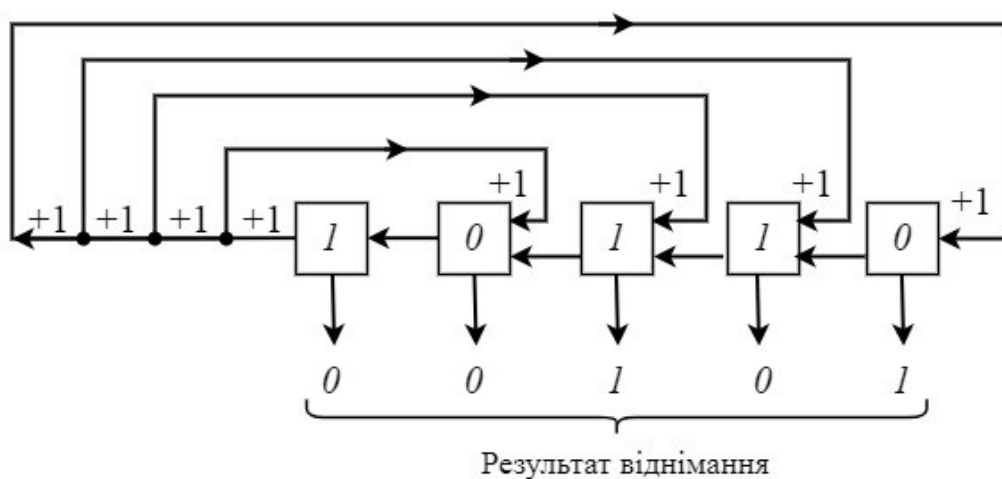 +1 +1 +1
+1 +1 +1 +1 +1
1 0 1 1 0
0 0 1 0 1
Результат віднімання